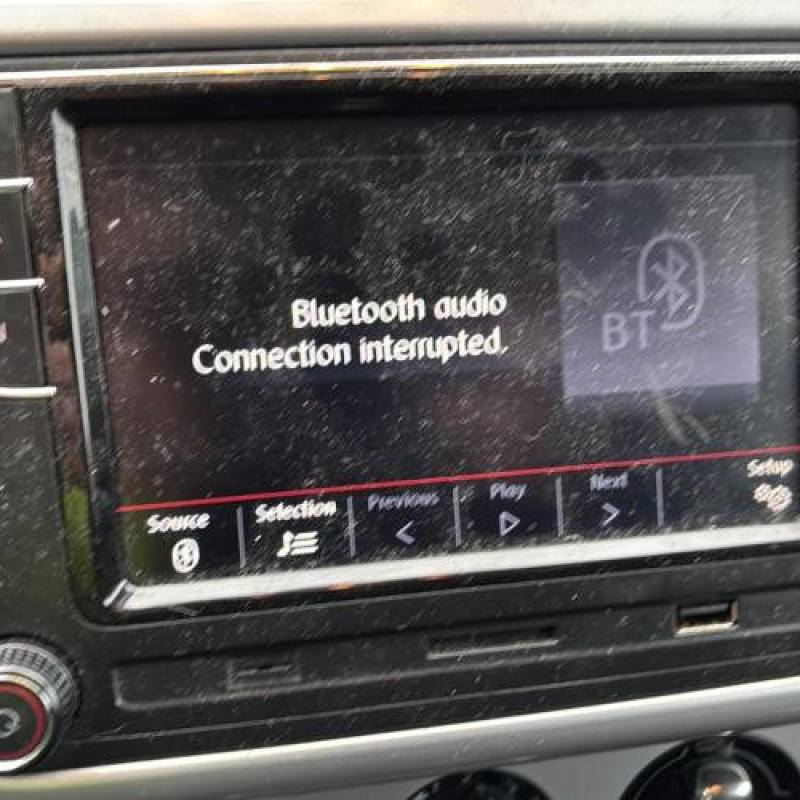 Bluetooth audio
Connection interrupted.
BT
Source
Selection
Previous
Play
Next
Setup